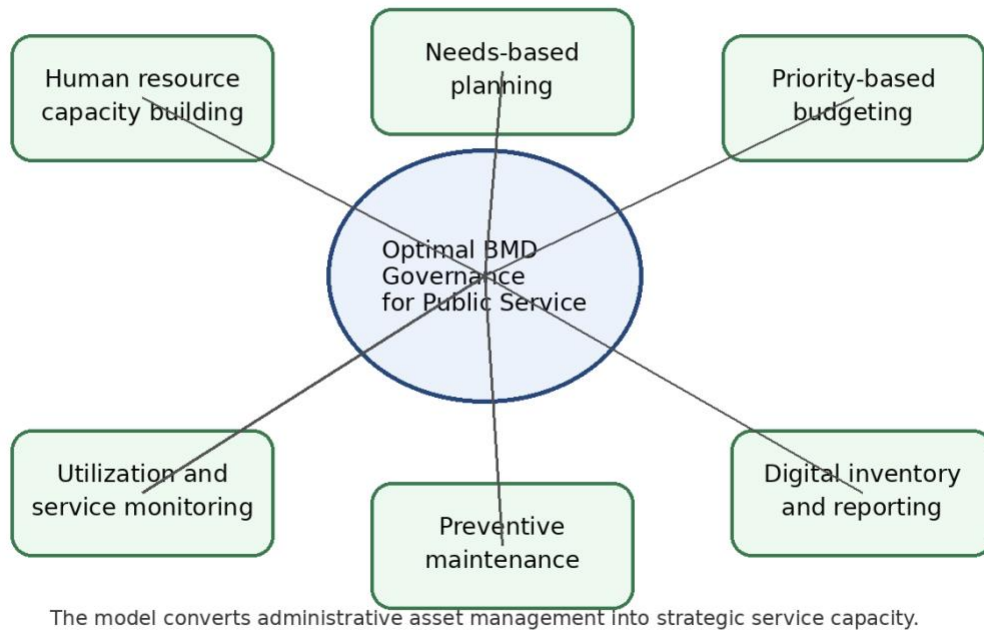 Human resource
capacity building
Needs-based
planning
Priority-based
budgeting
Optimal BMD
Governance
for Public Service
Utilization and
service monitoring
Preventive
maintenance
Digital inventory
and reporting
The model converts administrative asset management into strategic service capacity.